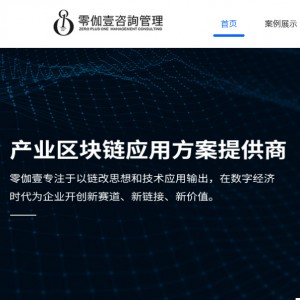 零伽壹咨詢管理
ZERO PLUS ONE MANAGEMENT CONSULTING
首页
案例展示
产业区块链应用方案提供商
零伽壹专注于以链改思想和技术应用输出，在数字经济
时代为企业开创新赛道、新链接、新价值。